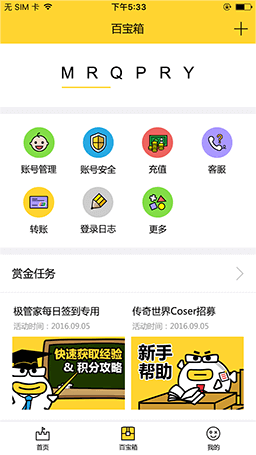 无 SIM 卡
下午5:33
百宝箱
MRQPRY
账号管理
账号安全
充值
客服
转账
登录日志
更多
赏金任务
极管家每日签到专用
传奇世界Coser招募
活动时间：2016.09.05
活动时间：2016.09.05
快速获取经验
& 积分攻略
新手
帮助
首页
百宝箱
我的